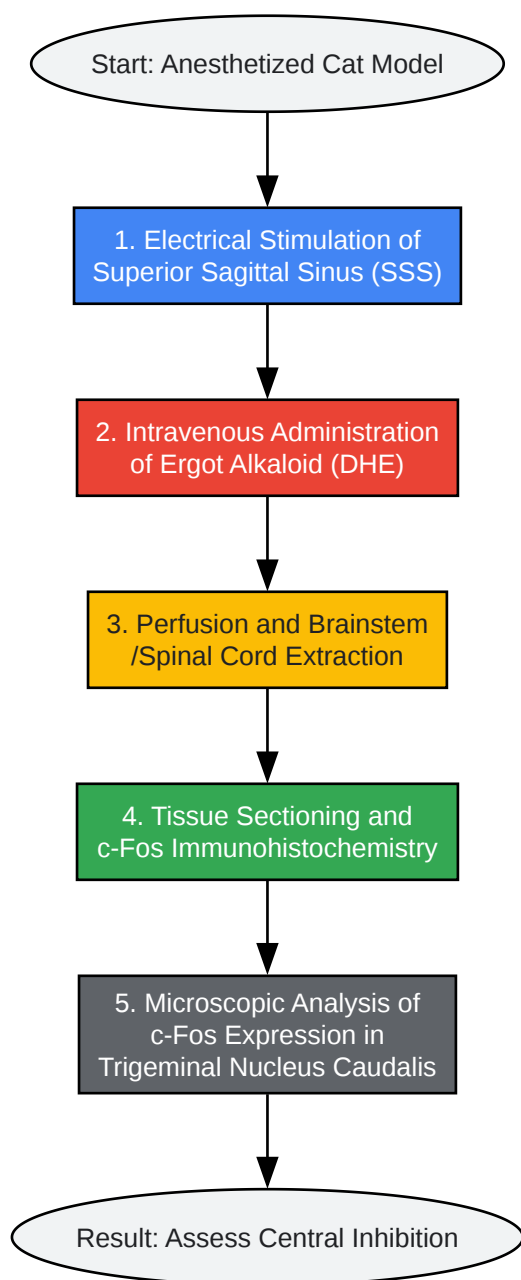 Start: Anesthetized Cat Model
1. Electrical Stimulation of
Superior Sagittal Sinus (SSS)
2. Intravenous Administration
of Ergot Alkaloid (DHE)
3. Perfusion and Brainstem
/Spinal Cord Extraction
4. Tissue Sectioning and
c-Fos Immunohistochemistry
5. Microscopic Analysis of
c-Fos Expression in
Trigeminal Nucleus Caudalis
Result: Assess Central Inhibition